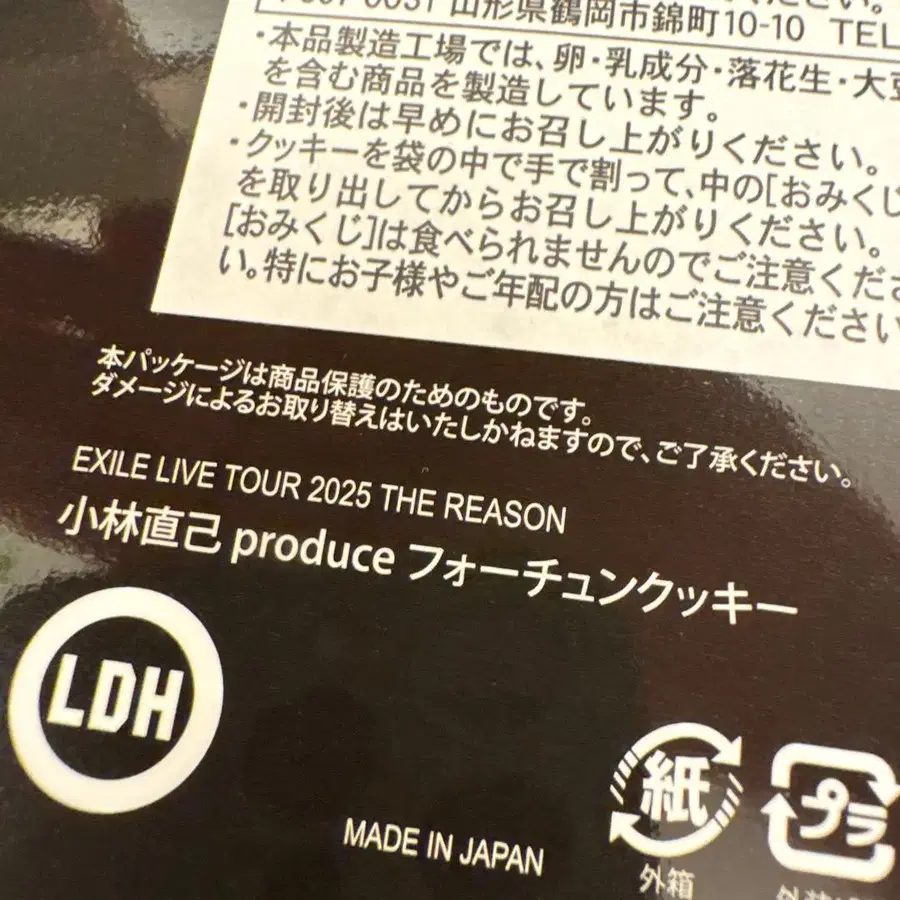 山形県鶴岡市錦町10-10 TEL
・本品製造工場では、卵・乳成分・落花生・大豆
を含む商品を製造しています。
・開封後は早めにお召し上がりください。
・クッキーを袋の中で手で割って、中の[おみくじ
を取り出してからお召し上がりください。
[おみくじ]は食べられませんのでご注意くださ
い。特にお子様やご年配の方はご注意ください
本パッケージは商品保護のためのものです。
ダメージによるお取り替えはいたしかねますので、ご了承ください。
EXILE LIVE TOUR 2025 THE REASON
小林直己 produce フォーチュンクッキー
LDH
紙
プラ
外箱
MADE IN JAPAN